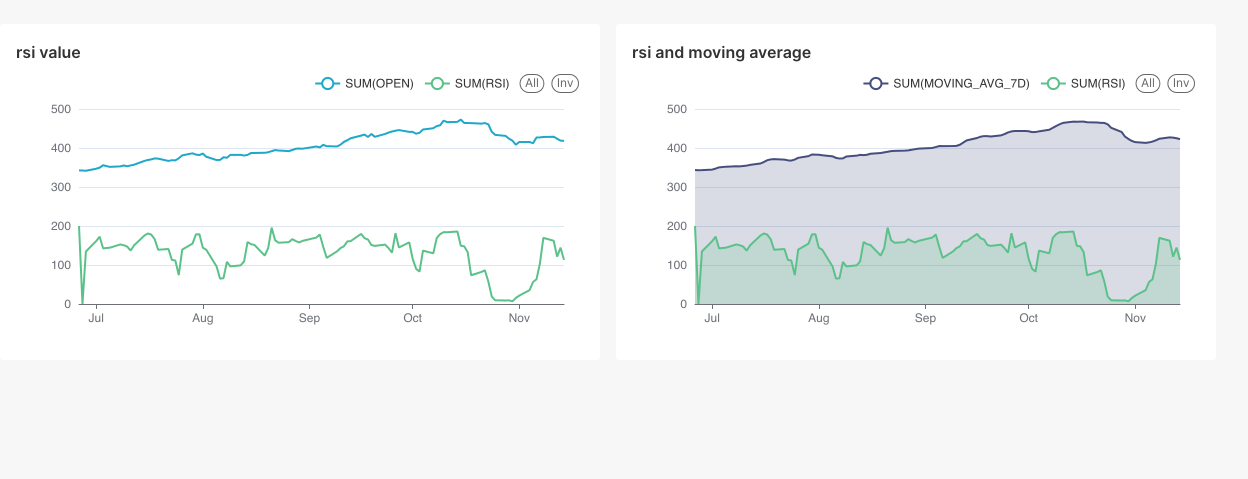 rsi value
SUM(OPEN) SUM(RSI) All Inv
500
400
300
200
100
0
Jul Aug Sep Oct Nov
rsi and moving average
SUM(MOVING_AVG_7D) SUM(RSI) All Inv
500
400
300
200
100
0
Jul Aug Sep Oct Nov